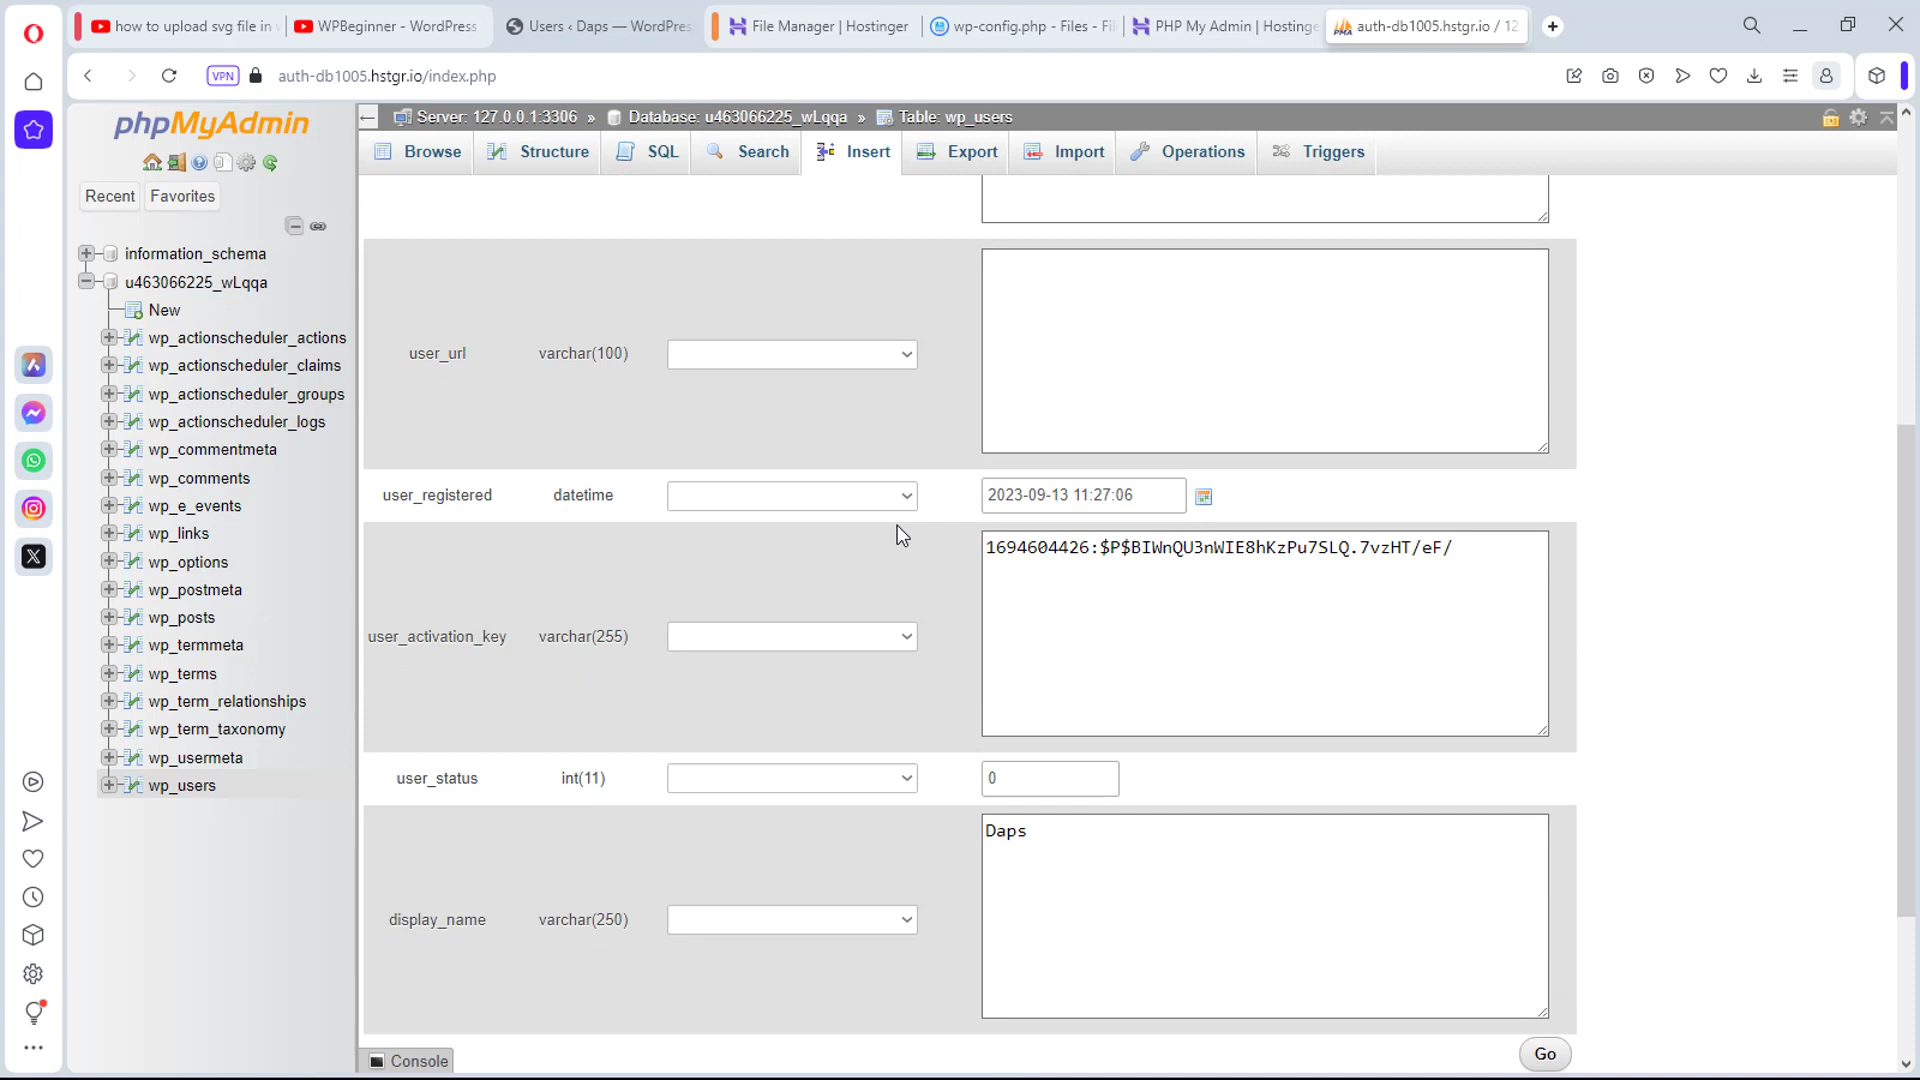 how to upload svg file in v
WPBeginner - WordPress
Users ‹ Daps — WordPres
File Manager | Hostinger
wp-config.php - Files - Fil
PHP My Admin | Hostinge
auth-db1005.hstgr.io / 12
VPN
auth-db1005.hstgr.io/index.php
phpMyAdmin
Recent
Favorites
information_schema
u463066225_wLqqa
New
wp_actionscheduler_actions
wp_actionscheduler_claims
wp_actionscheduler_groups
wp_actionscheduler_logs
wp_commentmeta
wp_comments
wp_e_events
wp_links
wp_options
wp_postmeta
wp_posts
wp_termmeta
wp_terms
wp_term_relationships
wp_term_taxonomy
wp_usermeta
wp_users
Server: 127.0.0.1:3306 » Database: u463066225_wLqqa » Table: wp_users
Browse
Structure
SQL
Search
Insert
Export
Import
Operations
Triggers
user_url varchar(100)
user_registered datetime 2023-09-13 11:27:06
1694604426:$P$BIWnQU3nWIE8hKzPu7SLQ.7vzHT/eF/
user_activation_key varchar(255)
user_status int(11) 0
Daps
display_name varchar(250)
Console
Go